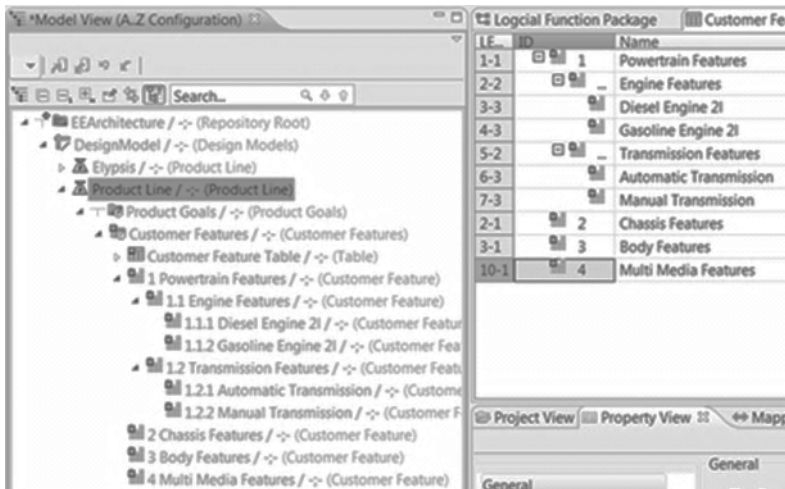 *Model View (A..Z Configuration)
Search...
EEArchitecture / -:- (Repository Root)
DesignModel / -:- (Design Models)
Elypsis / -:- (Product Line)
Product Line / -:- (Product Line)
Product Goals / -:- (Product Goals)
Customer Features / -:- (Customer Features)
Customer Feature Table / -:- (Table)
1 Powertrain Features / -:- (Customer Feature)
1.1 Engine Features / -:- (Customer Feature)
1.1.1 Diesel Engine 2l / -:- (Customer Featur
1.1.2 Gasoline Engine 2l / -:- (Customer Fea
1.2 Transmission Features / -:- (Customer Featu
1.2.1 Automatic Transmission / -:- (Custome
1.2.2 Manual Transmission / -:- (Customer F
2 Chassis Features / -:- (Customer Feature)
3 Body Features / -:- (Customer Feature)
4 Multi Media Features / -:- (Customer Feature)
Logcial Function Package Customer Fe
LE... ID Name
1-1 1 Powertrain Features
2-2 ... Engine Features
3-3 Diesel Engine 2l
4-3 Gasoline Engine 2l
5-2 ... Transmission Features
6-3 Automatic Transmission
7-3 Manual Transmission
2-1 2 Chassis Features
3-1 3 Body Features
10-1 4 Multi Media Features
Project View Property View Mapp
General
General